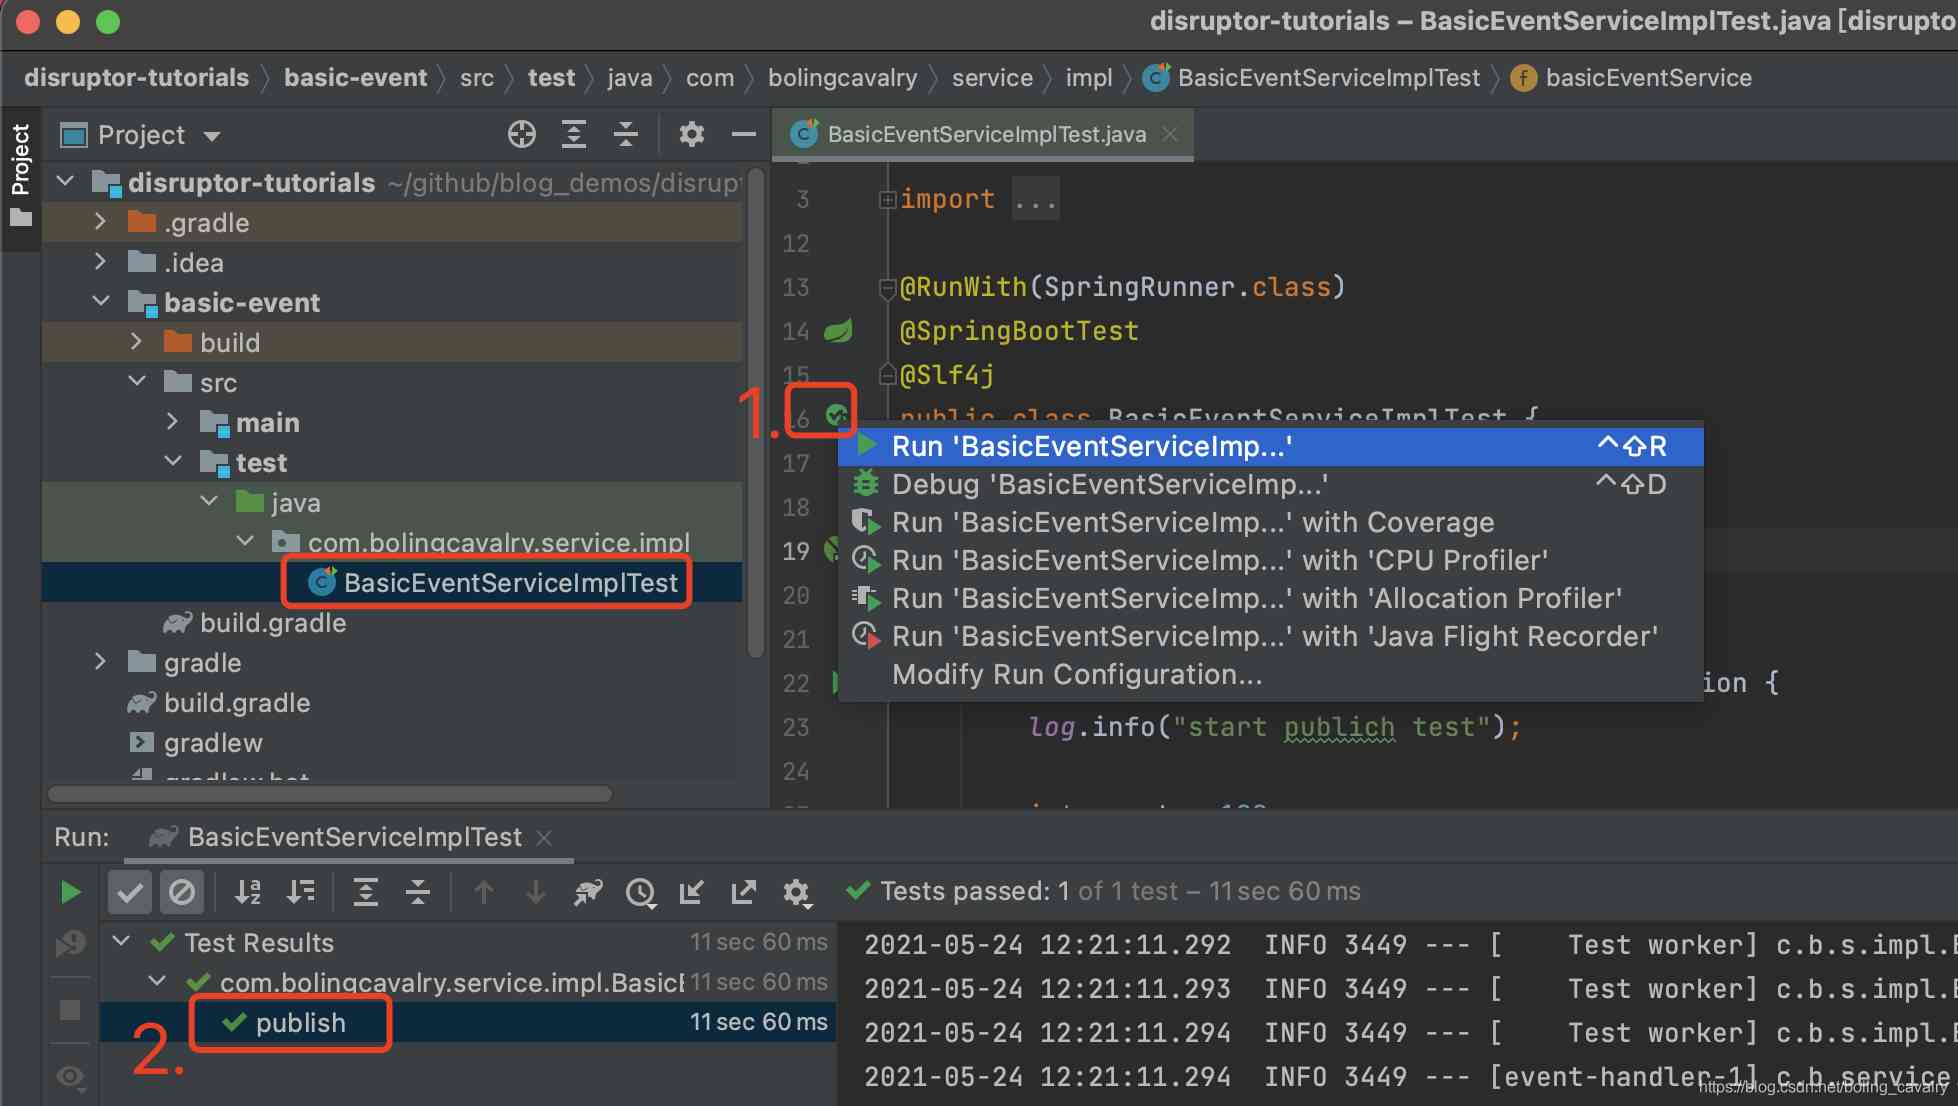 disruptor-tutorials – BasicEventServiceImplTest.java [disrupto
disruptor-tutorials basic-event src test java com bolingcavalry service impl BasicEventServiceImplTest basicEventService
Project
Project
BasicEventServiceImplTest.java
disruptor-tutorials ~/github/blog_demos/disrupt
.gradle
.idea
basic-event
build
src
main
test
java
com.bolingcavalry.service.impl
BasicEventServiceImplTest
build.gradle
gradle
build.gradle
gradlew
gradlew.bat
3 import ...
12
13 @RunWith(SpringRunner.class)
14 @SpringBootTest
15 @Slf4j
1. 16 public class BasicEventServiceImplTest {
Run 'BasicEventServiceImp...' ^⇧R
17 Debug 'BasicEventServiceImp...' ^⇧D
18 Run 'BasicEventServiceImp...' with Coverage
19 Run 'BasicEventServiceImp...' with 'CPU Profiler'
20 Run 'BasicEventServiceImp...' with 'Allocation Profiler'
21 Run 'BasicEventServiceImp...' with 'Java Flight Recorder'
Modify Run Configuration...
22 ion {
23 log.info("start publich test");
24
Run: BasicEventServiceImplTest
Tests passed: 1 of 1 test – 11 sec 60 ms
Test Results 11 sec 60 ms
com.bolingcavalry.service.impl.BasicE 11 sec 60 ms
2. publish 11 sec 60 ms
2021-05-24 12:21:11.292 INFO 3449 --- [ Test worker] c.b.s.impl.B
2021-05-24 12:21:11.293 INFO 3449 --- [ Test worker] c.b.s.impl.B
2021-05-24 12:21:11.294 INFO 3449 --- [ Test worker] c.b.s.impl.B
2021-05-24 12:21:11.294 INFO 3449 --- [event-handler-1] c.b.service
https://blog.csdn.net/boling_cavalry